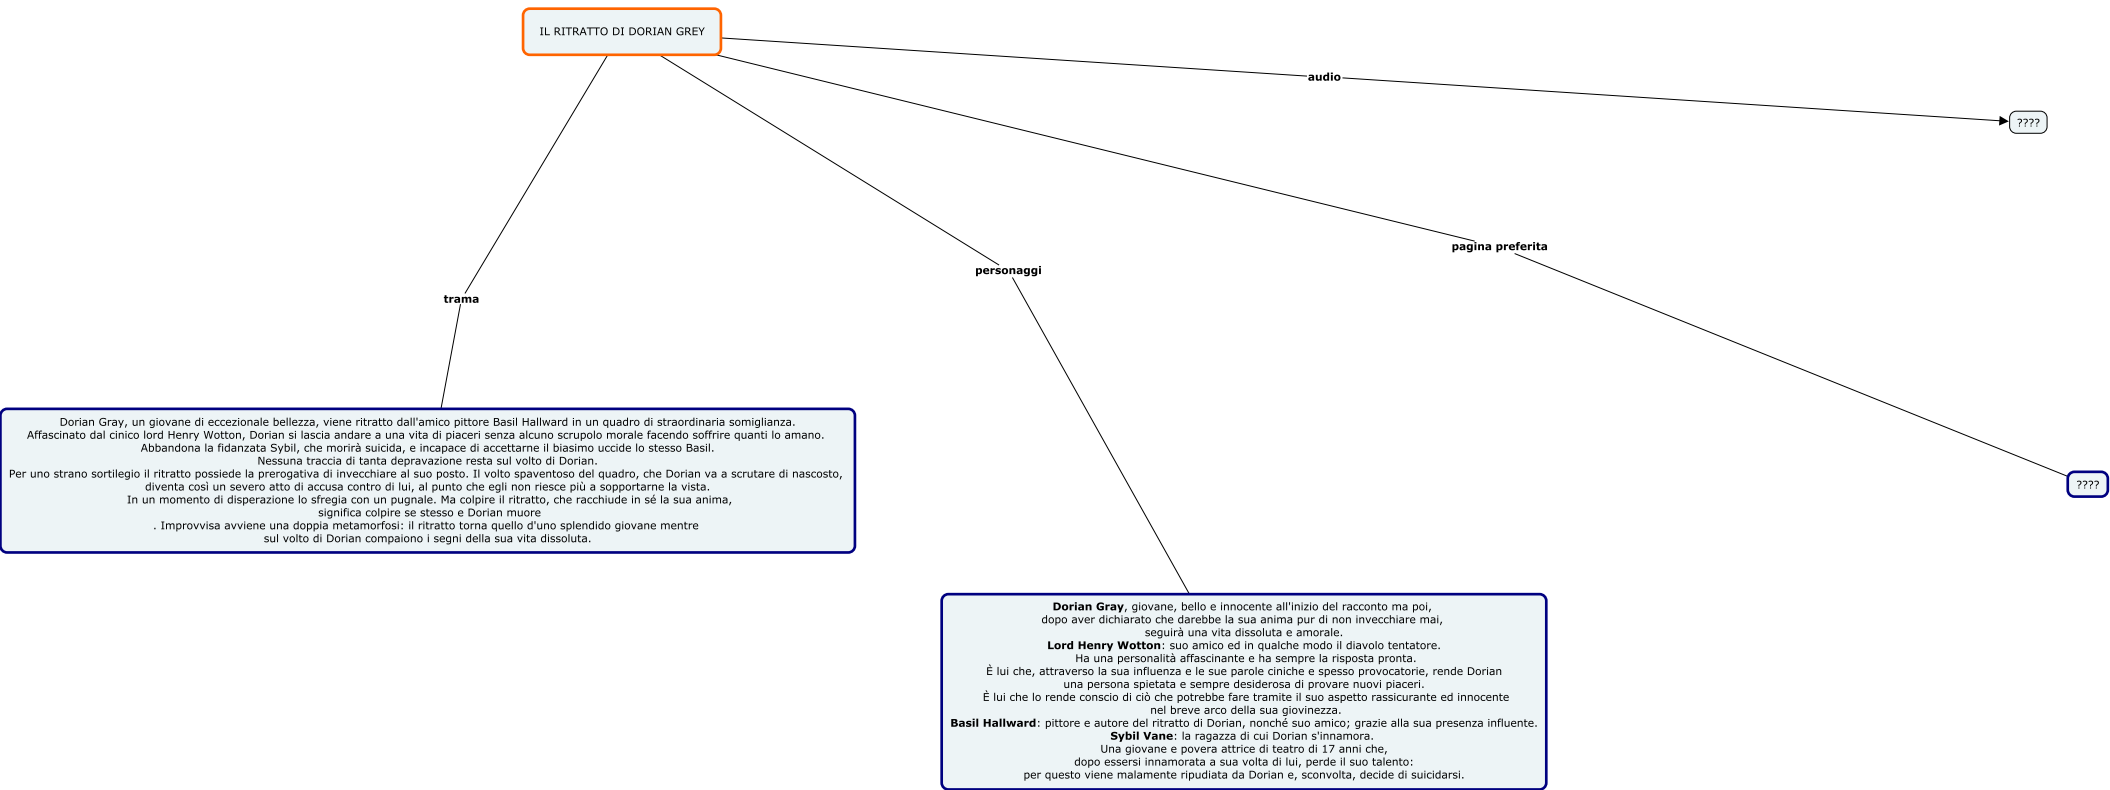 IL RITRATTO DI DORIAN GREY
audio
????
pagina preferita
????
personaggi
trama
Dorian Gray, un giovane di eccezionale bellezza, viene ritratto dall'amico pittore Basil Hallward in un quadro di straordinaria somiglianza.
Affascinato dal cinico lord Henry Wotton, Dorian si lascia andare a una vita di piaceri senza alcuno scrupolo morale facendo soffrire quanti lo amano.
Abbandona la fidanzata Sybil, che morirà suicida, e incapace di accettarne il biasimo uccide lo stesso Basil.
Nessuna traccia di tanta depravazione resta sul volto di Dorian.
Per uno strano sortilegio il ritratto possiede la prerogativa di invecchiare al suo posto. Il volto spaventoso del quadro, che Dorian va a scrutare di nascosto,
diventa così un severo atto di accusa contro di lui, al punto che egli non riesce più a sopportarne la vista.
In un momento di disperazione lo sfregia con un pugnale. Ma colpire il ritratto, che racchiude in sé la sua anima,
significa colpire se stesso e Dorian muore
. Improvvisa avviene una doppia metamorfosi: il ritratto torna quello d'uno splendido giovane mentre
sul volto di Dorian compaiono i segni della sua vita dissoluta.
Dorian Gray, giovane, bello e innocente all'inizio del racconto ma poi,
dopo aver dichiarato che darebbe la sua anima pur di non invecchiare mai,
seguirà una vita dissoluta e amorale.
Lord Henry Wotton: suo amico ed in qualche modo il diavolo tentatore.
Ha una personalità affascinante e ha sempre la risposta pronta.
È lui che, attraverso la sua influenza e le sue parole ciniche e spesso provocatorie, rende Dorian
una persona spietata e sempre desiderosa di provare nuovi piaceri.
È lui che lo rende conscio di ciò che potrebbe fare tramite il suo aspetto rassicurante ed innocente
nel breve arco della sua giovinezza.
Basil Hallward: pittore e autore del ritratto di Dorian, nonché suo amico; grazie alla sua presenza influente.
Sybil Vane: la ragazza di cui Dorian s'innamora.
Una giovane e povera attrice di teatro di 17 anni che,
dopo essersi innamorata a sua volta di lui, perde il suo talento:
per questo viene malamente ripudiata da Dorian e, sconvolta, decide di suicidarsi.